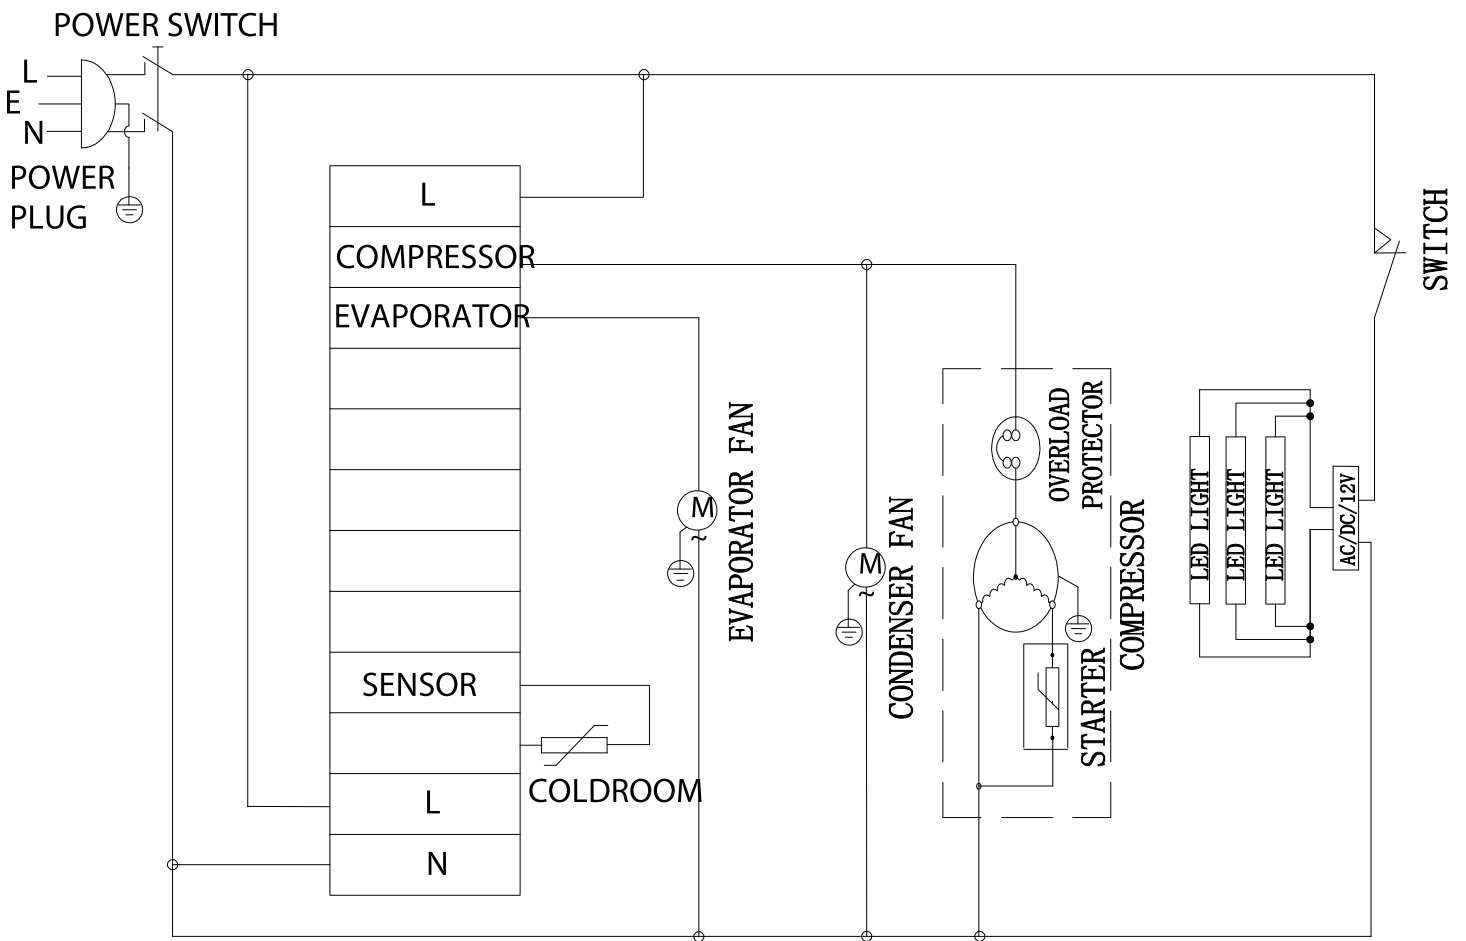 POWER SWITCH
L
E
N
POWER
PLUG
L
COMPRESSOR
EVAPORATOR
SENSOR
COLDROOM
L
N
M
~
EVAPORATOR FAN
M
~
CONDENSER FAN
OVERLOAD
PROTECTOR
COMPRESSOR
STARTER
LED LIGHT
LED LIGHT
LED LIGHT
AC/DC/12V
SWITCH